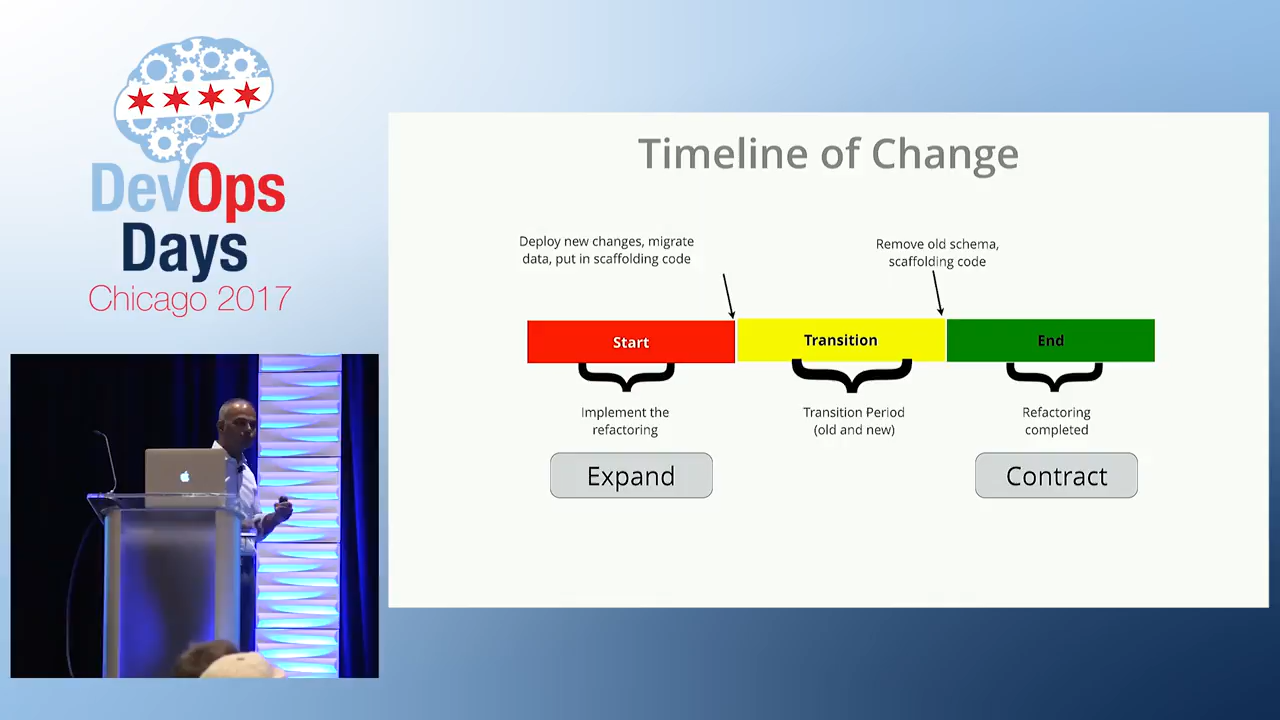 DevOps
Days
Chicago 2017
Timeline of Change
Deploy new changes, migrate
data, put in scaffolding code
Remove old schema,
scaffolding code
Start
Transition
End
Implement the
refactoring
Transition Period
(old and new)
Refactoring
completed
Expand
Contract